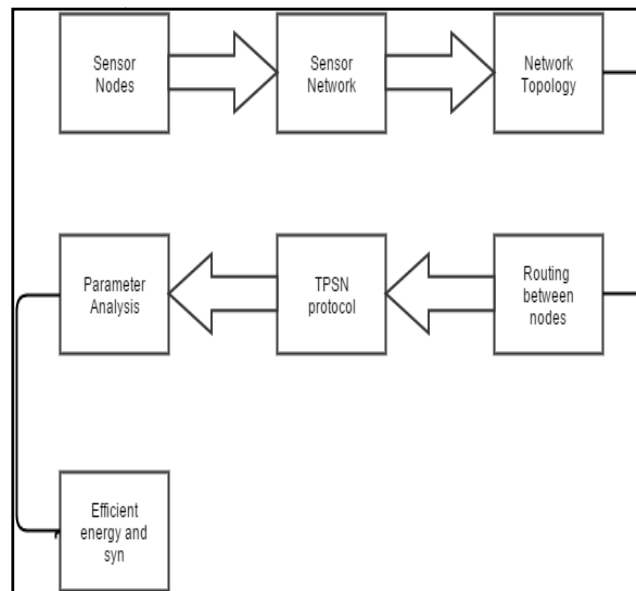 Sensor
Nodes
Sensor
Network
Network
Topology
Parameter
Analysis
TPSN
protocol
Routing
between
nodes
Efficient
energy and
syn